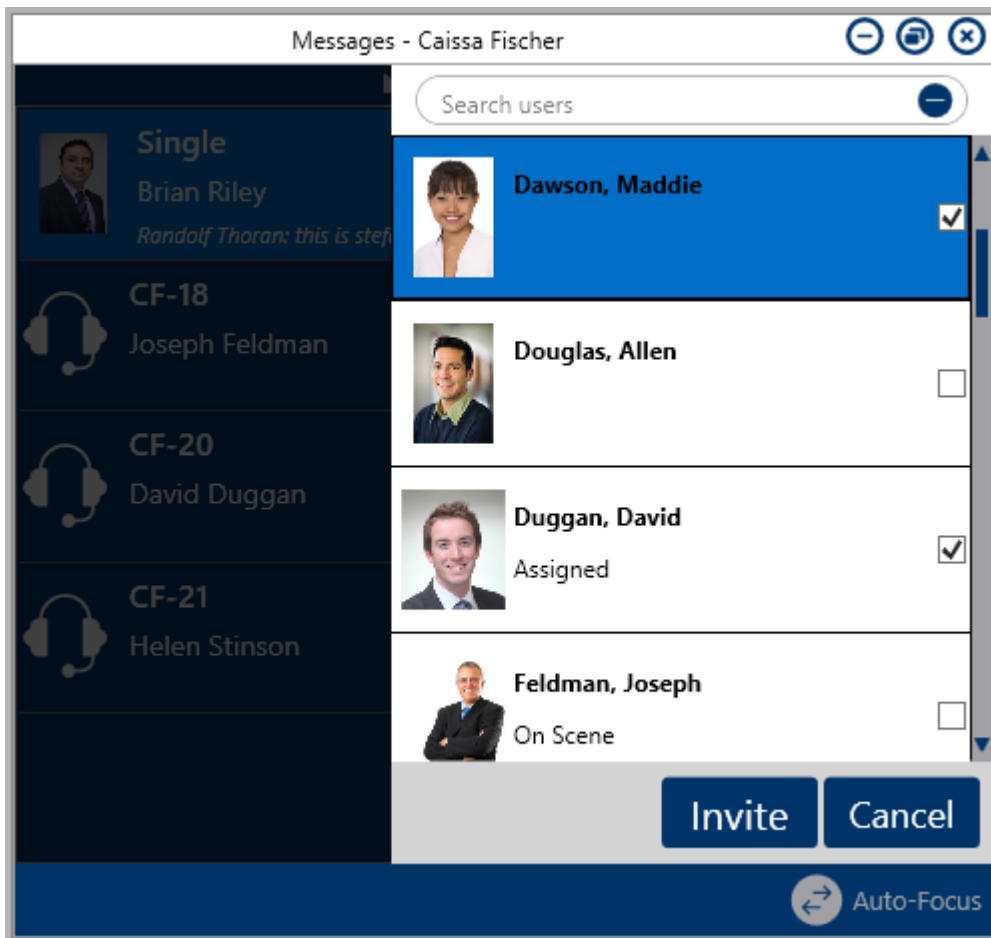 Messages - Caissa Fischer
Search users
Single
Brian Riley
Randolf Thoran: this is stef
CF-18
Joseph Feldman
CF-20
David Duggan
CF-21
Helen Stinson
Dawson, Maddie
Douglas, Allen
Duggan, David
Assigned
Feldman, Joseph
On Scene
Invite
Cancel
Auto-Focus